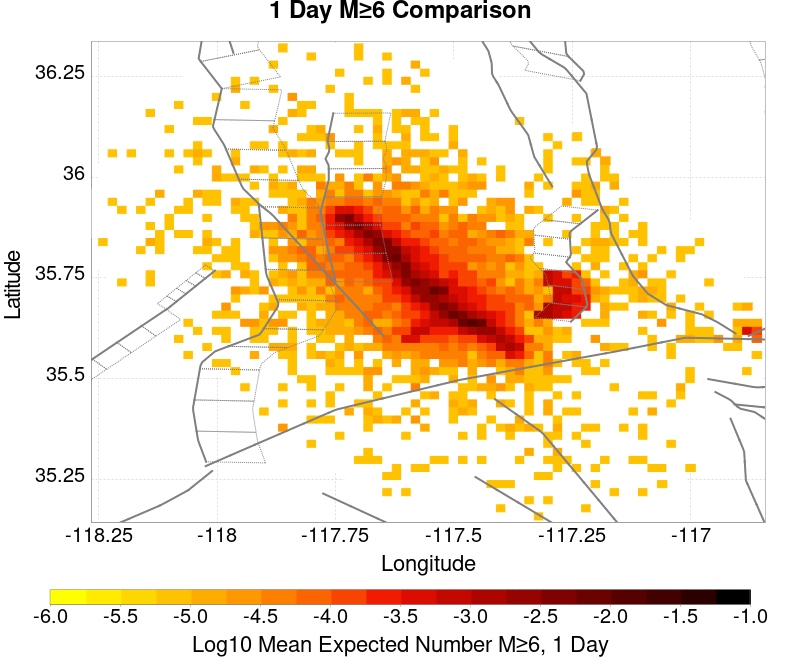 1 Day M≥6 Comparison
36.25
36
35.75
35.5
35.25
Latitude
-118.25 -118 -117.75 -117.5 -117.25 -117
Longitude
-6.0 -5.5 -5.0 -4.5 -4.0 -3.5 -3.0 -2.5 -2.0 -1.5 -1.0
Log10 Mean Expected Number M≥6, 1 Day